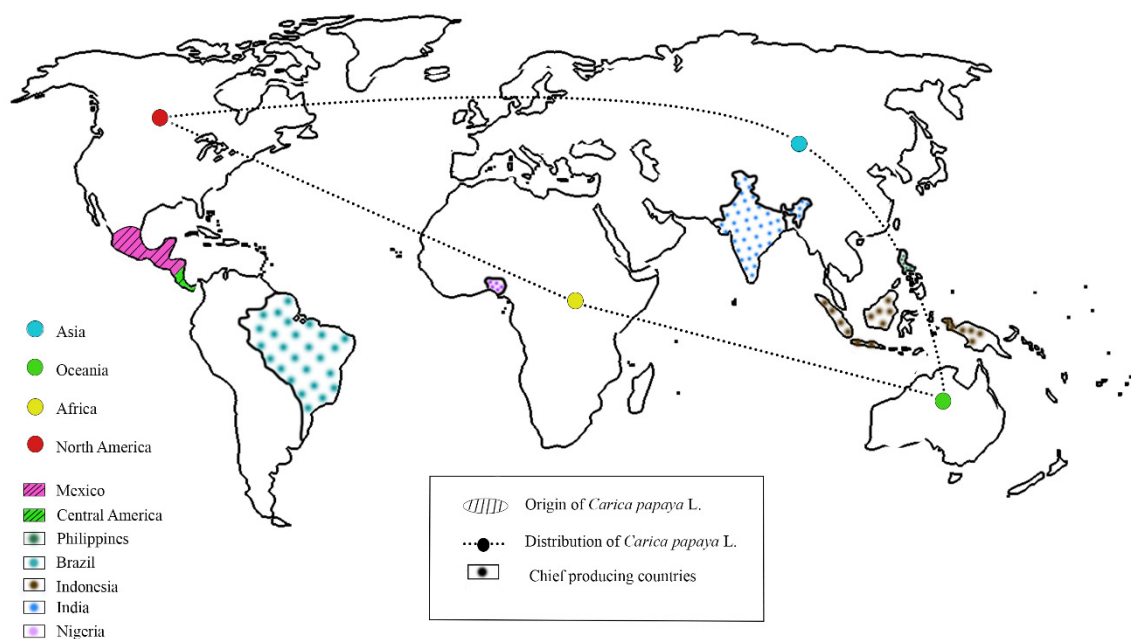 Asia
Oceania
Africa
North America
Mexico
Central America
Philippines
Brazil
Indonesia
India
Nigeria
Origin of Carica papaya L.
Distribution of Carica papaya L.
Chief producing countries